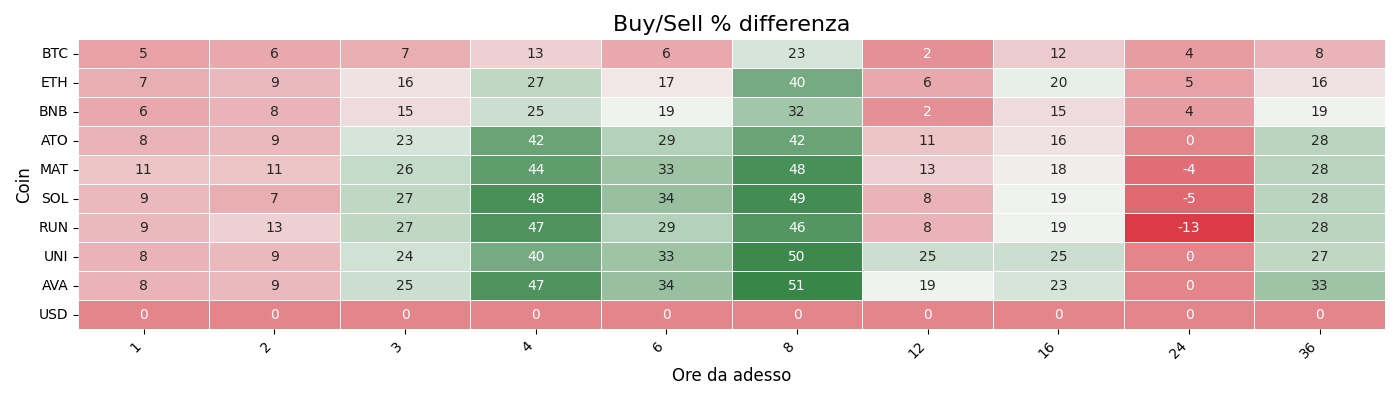 Buy/Sell % differenza
Coin
BTC 5 6 7 13 6 23 2 12 4 8
ETH 7 9 16 27 17 40 6 20 5 16
BNB 6 8 15 25 19 32 2 15 4 19
ATO 8 9 23 42 29 42 11 16 0 28
MAT 11 11 26 44 33 48 13 18 -4 28
SOL 9 7 27 48 34 49 8 19 -5 28
RUN 9 13 27 47 29 46 8 19 -13 28
UNI 8 9 24 40 33 50 25 25 0 27
AVA 8 9 25 47 34 51 19 23 0 33
USD 0 0 0 0 0 0 0 0 0 0
1 2 3 4 6 8 12 16 24 36
Ore da adesso